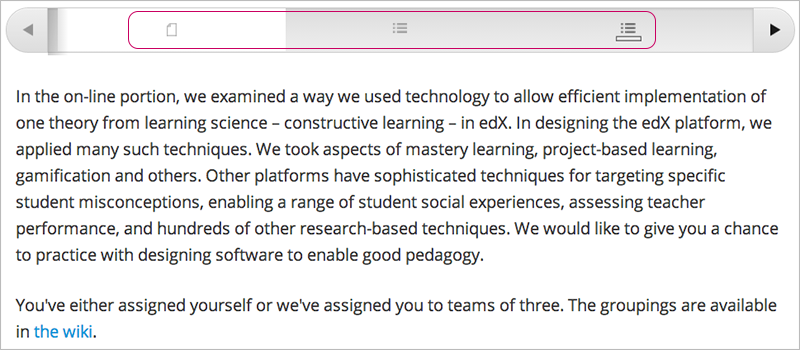 In the on-line portion, we examined a way we used technology to allow efficient implementation of
one theory from learning science – constructive learning – in edX. In designing the edX platform, we
applied many such techniques. We took aspects of mastery learning, project-based learning,
gamification and others. Other platforms have sophisticated techniques for targeting specific
student misconceptions, enabling a range of student social experiences, assessing teacher
performance, and hundreds of other research-based techniques. We would like to give you a chance
to practice with designing software to enable good pedagogy.
You've either assigned yourself or we've assigned you to teams of three. The groupings are available
in the wiki.